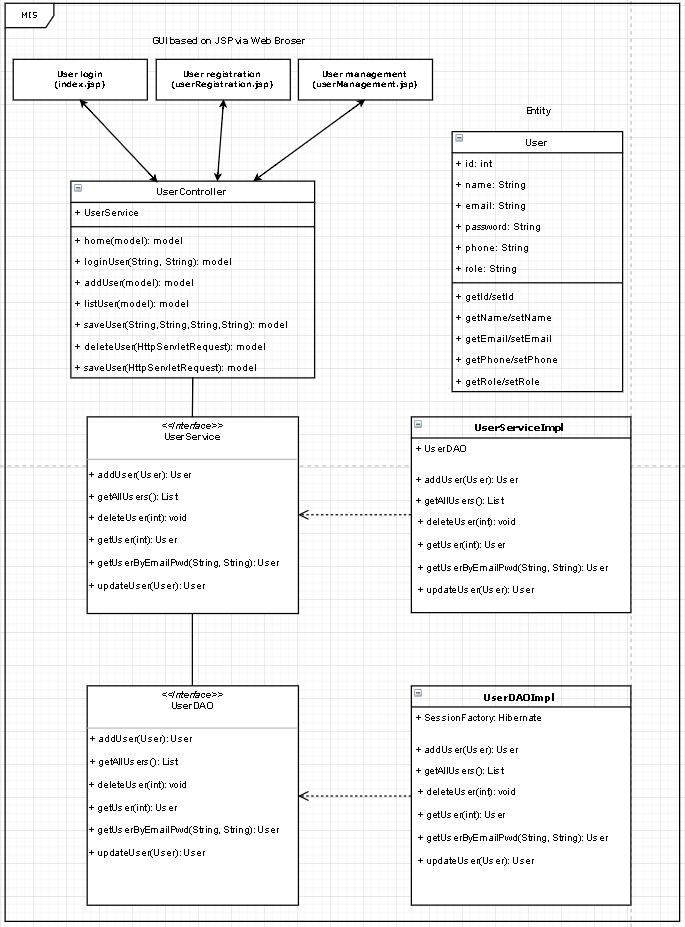 MIS
GUI based on JSP via Web Broser
User login
(index.jsp}
User registration
(userRegistration.jsp}
User management
(userManagement.jsp}
Entity
User
+ id: int
+ name: String
+ email: String
+ password: String
+ phone: String
+ role: String
+ getId/setId
+ getName/setName
+ getEmail/setEmail
+ getPhone/setPhone
+ getRole/setRole
UserController
+ UserService
+ home(model): model
+ loginUser(String, String): model
+ addUser(model): model
+ listUser(model): model
+ saveUser(String,String,String,String): model
+ deleteUser(HttpServletRequest): model
+ saveUser(HttpServletRequest): model
<<Interface>>
UserService
+ addUser(User): User
+ getAllUsers(): List
+ deleteUser(int): void
+ getUser(int): User
+ getUserByEmailPwd(String, String): User
+ updateUser(User): User
UserServiceImpl
+ UserDAO
+ addUser(User): User
+ getAllUsers(): List
+ deleteUser(int): void
+ getUser(int): User
+ getUserByEmailPwd(String, String): User
+ updateUser(User): User
<<Interface>>
UserDAO
+ addUser(User): User
+ getAllUsers(): List
+ deleteUser(int): void
+ getUser(int): User
+ getUserByEmailPwd(String, String): User
+ updateUser(User): User
UserDAOImpl
+ SessionFactory: Hibernate
+ addUser(User): User
+ getAllUsers(): List
+ deleteUser(int): void
+ getUser(int): User
+ getUserByEmailPwd(String, String): User
+ updateUser(User): User